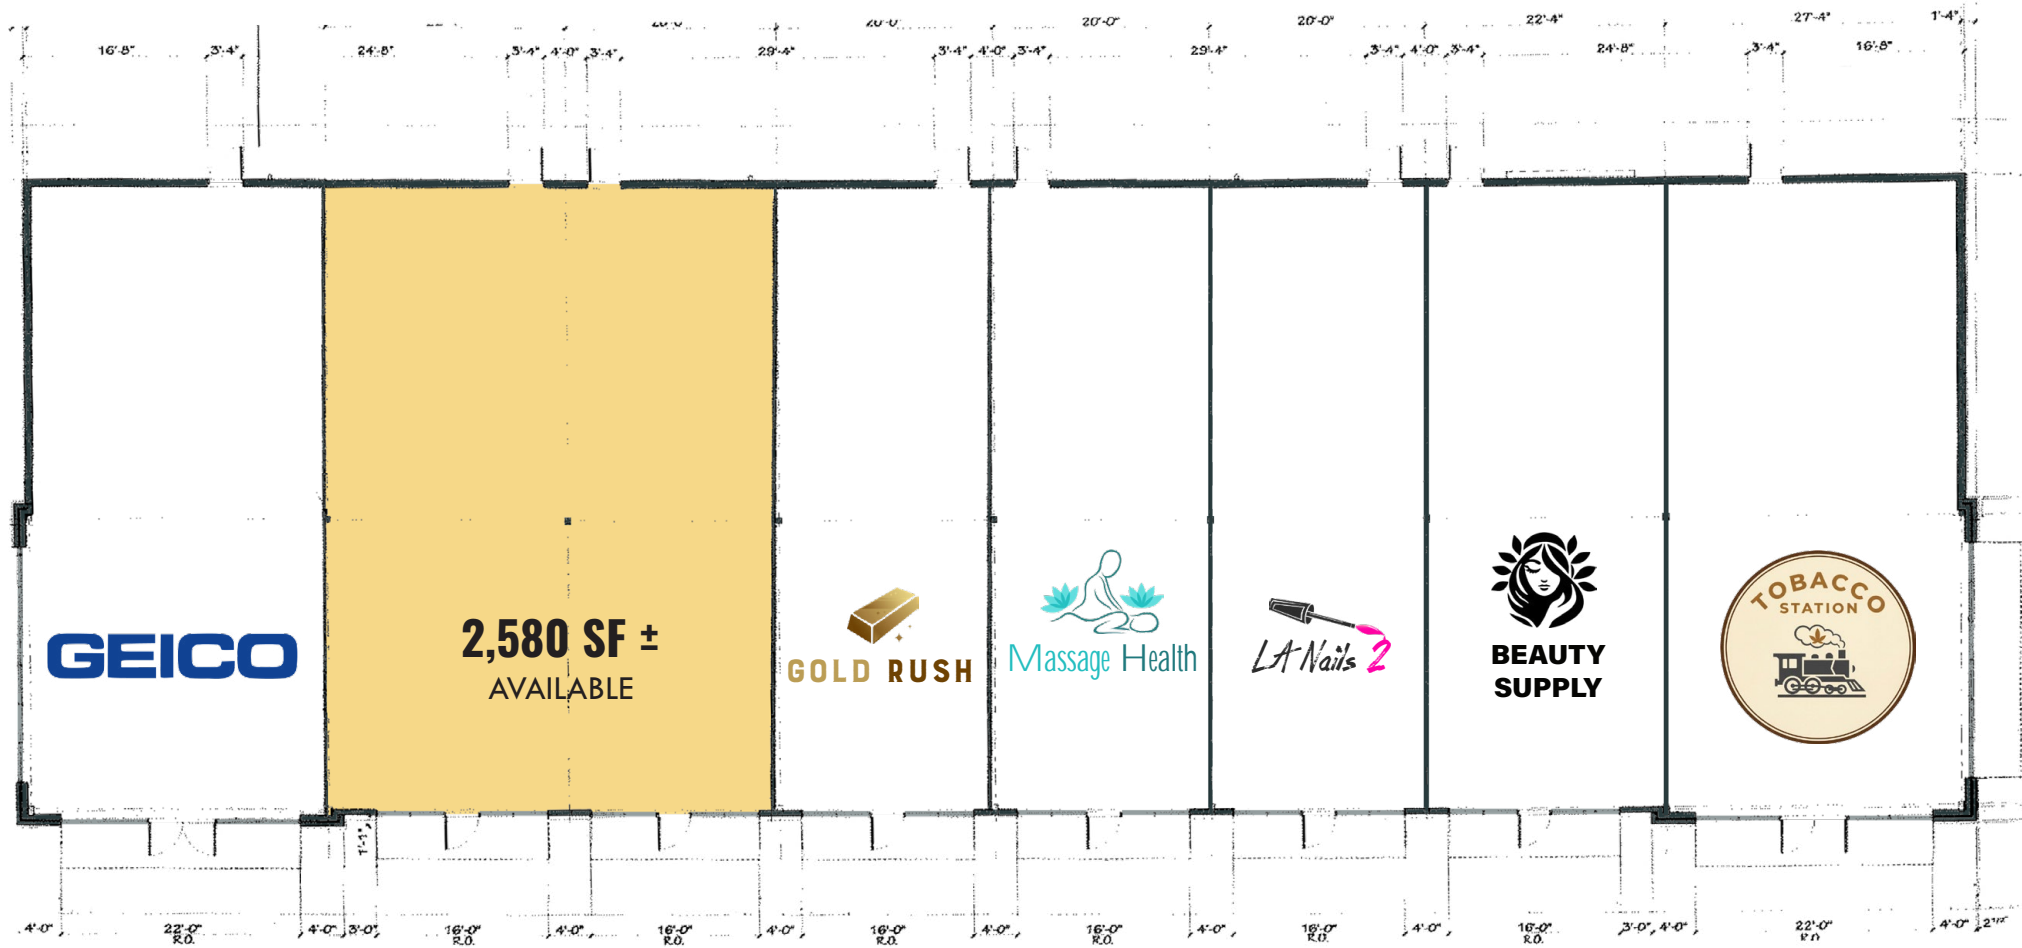 20'-0" 20'-0" 22'-4" 27'-4" 1'-4"
16'-8" 3'-4" 24'-8" 3'-4" 4'-0" 3'-4" 29'-4" 3'-4" 4'-0" 3'-4" 29'-4" 3'-4" 4'-0" 3'-4" 24'-8" 3'-4" 16'-8"
GEICO
2,580 SF ±
AVAILABLE
GOLD RUSH
Massage Health
LA Nails 2
BEAUTY
SUPPLY
TOBACCO
STATION
1'-1"
4'-0" 22'-0" 4'-0" 3'-0" 16'-0" 4'-0" 16'-0" 4'-0" 16'-0" 4'-0" 16'-0" 4'-0" 16'-0" 4'-0" 16'-0" 3'-0" 4'-0" 22'-0" 4'-0"
R.O. R.O. R.O. R.O. R.O. R.O. R.O.